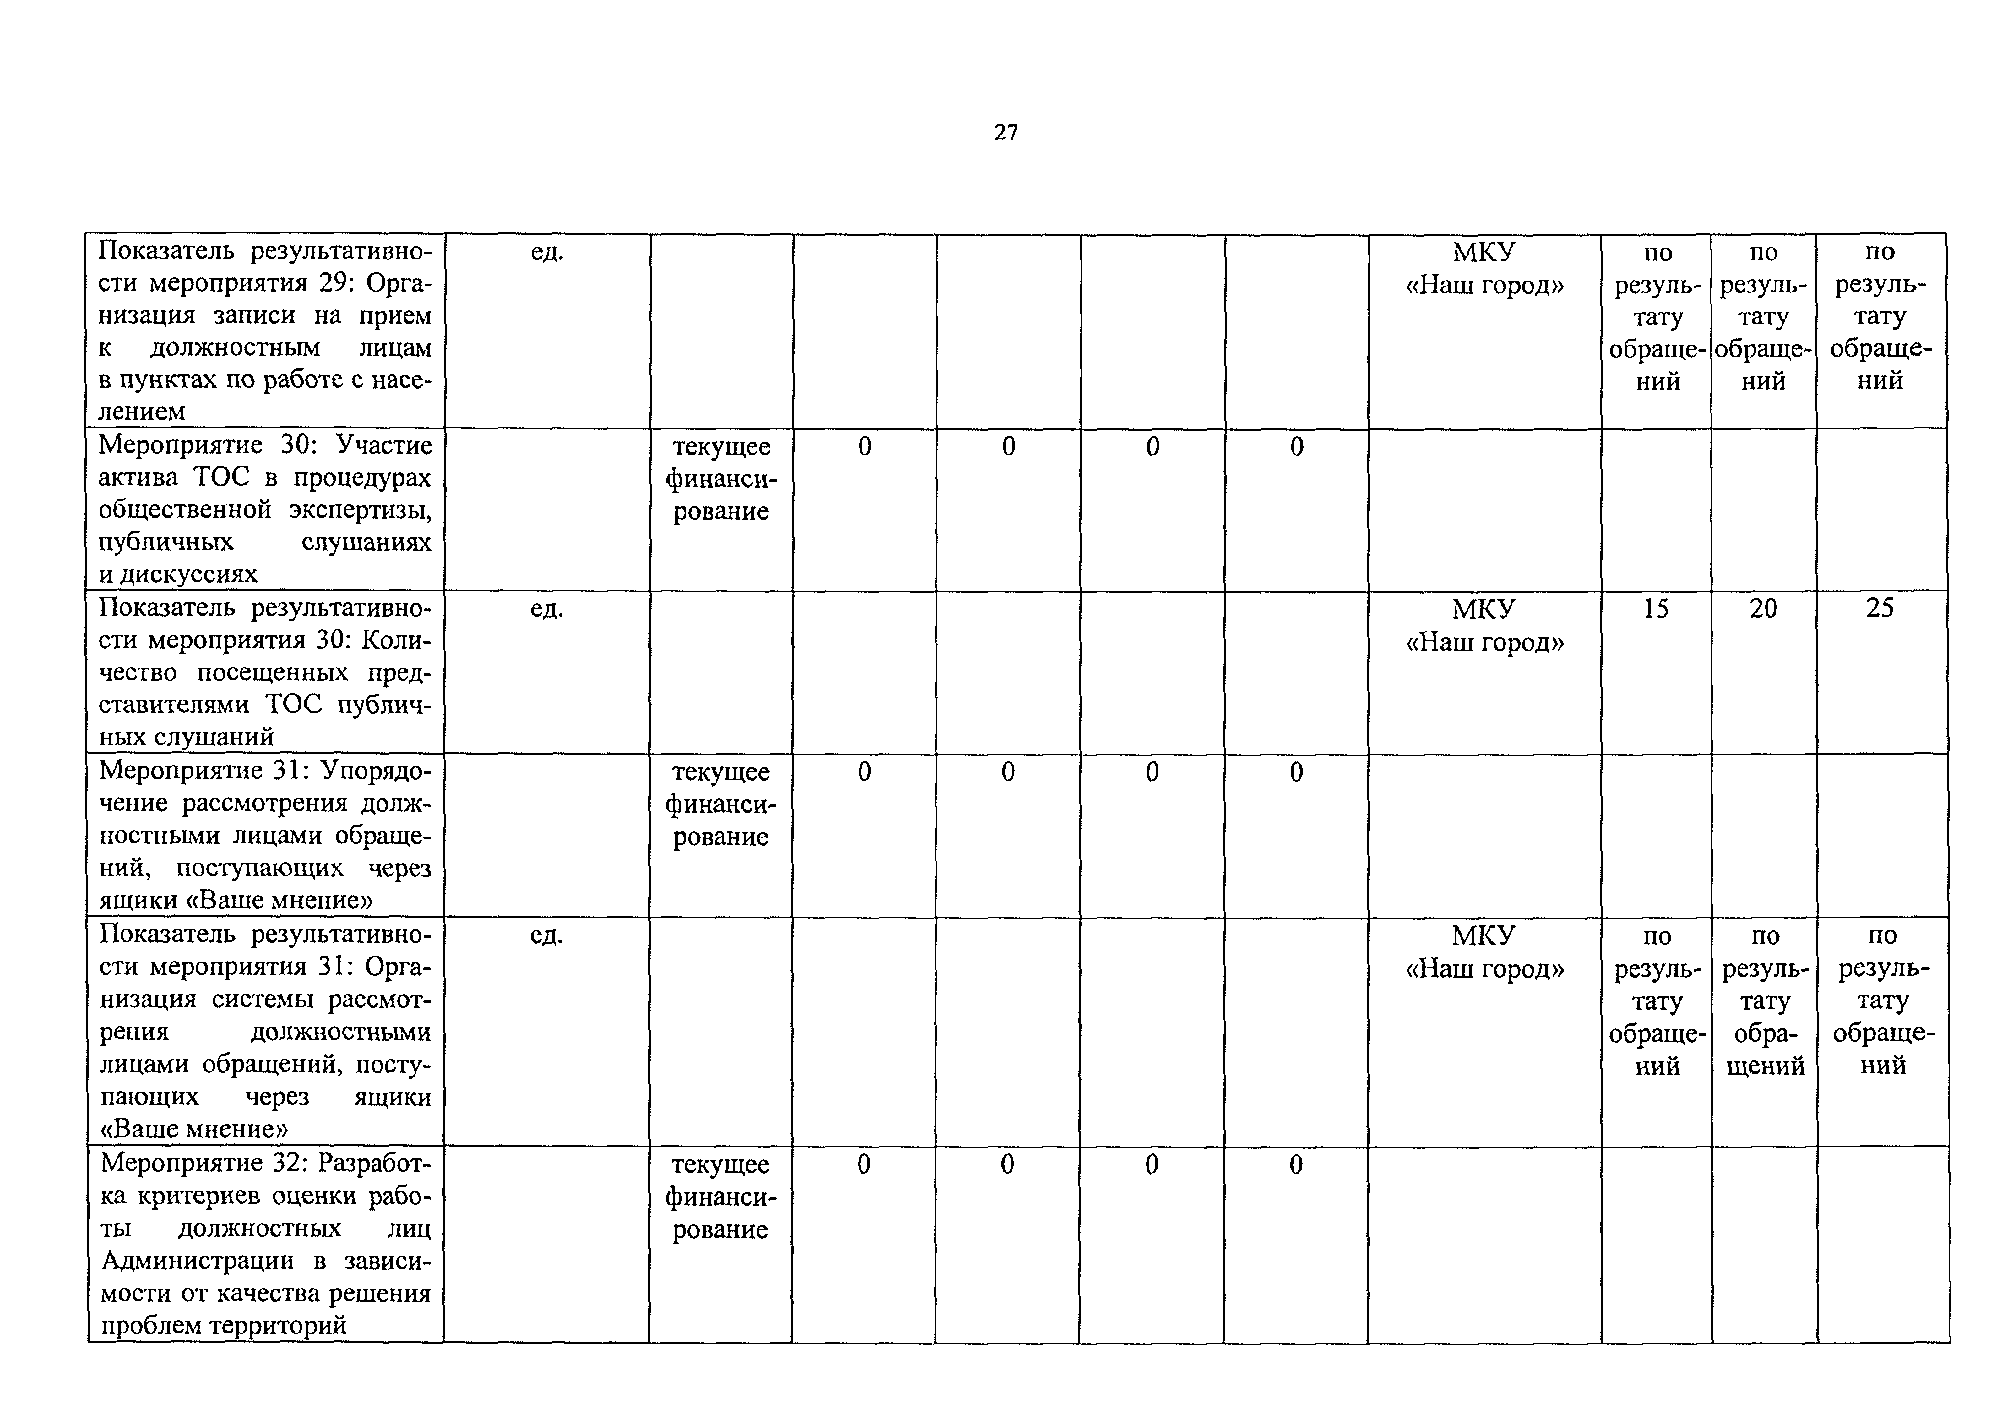 27
Показатель результативно-
сти мероприятия 29: Орга-
низация записи на прием
к должностным лицам
в пунктах по работе с насе-
лением
ед.
МКУ
«Наш город»
по
резуль-
тату
обраще-
ний
по
резуль-
тату
обраще-
ний
по
резуль-
тату
обраще-
ний
Мероприятие 30: Участие
актива ТОС в процедурах
общественной экспертизы,
публичных слушаниях
и дискуссиях
текущее
финанси-
рование
0
0
0
0
Показатель результативно-
сти мероприятия 30: Коли-
чество посещенных пред-
ставителями ТОС публич-
ных слушаний
ед.
МКУ
«Наш город»
15
20
25
Мероприятие 31: Упорядо-
чение рассмотрения долж-
ностными лицами обраще-
ний, поступающих через
ящики «Ваше мнение»
текущее
финанси-
рование
0
0
0
0
Показатель результативно-
сти мероприятия 31: Орга-
низация системы рассмот-
рения должностными
лицами обращений, посту-
пающих через ящики
«Ваше мнение»
ед.
МКУ
«Наш город»
по
резуль-
тату
обраще-
ний
по
резуль-
тату
обра-
щений
по
резуль-
тату
обраще-
ний
Мероприятие 32: Разработ-
ка критериев оценки рабо-
ты должностных лиц
Администрации в зависи-
мости от качества решения
проблем территорий
текущее
финанси-
рование
0
0
0
0